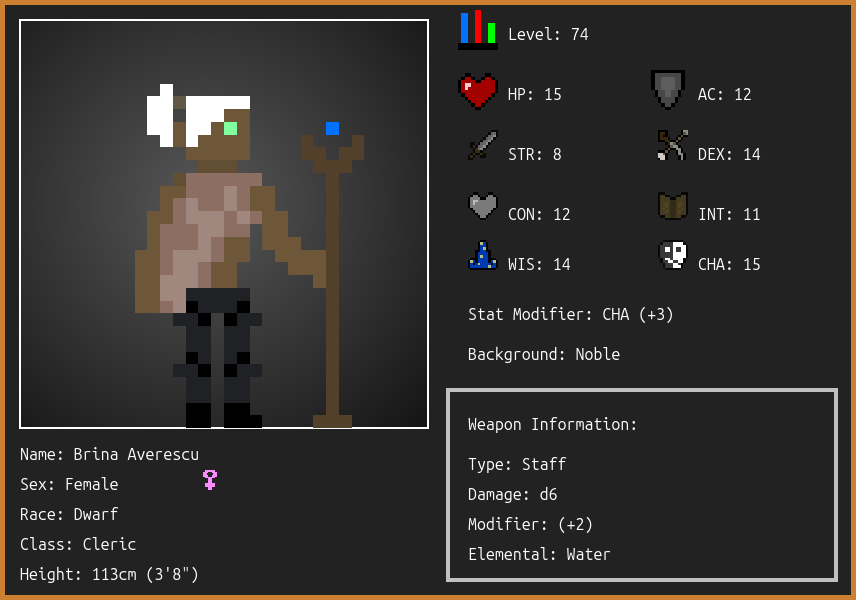 Level: 74
HP: 15
AC: 12
STR: 8
DEX: 14
CON: 12
INT: 11
WIS: 14
CHA: 15
Stat Modifier: CHA (+3)
Background: Noble
Weapon Information:
Type: Staff
Damage: d6
Modifier: (+2)
Elemental: Water
Name: Brina Averescu
Sex: Female
Race: Dwarf
Class: Cleric
Height: 113cm (3'8")